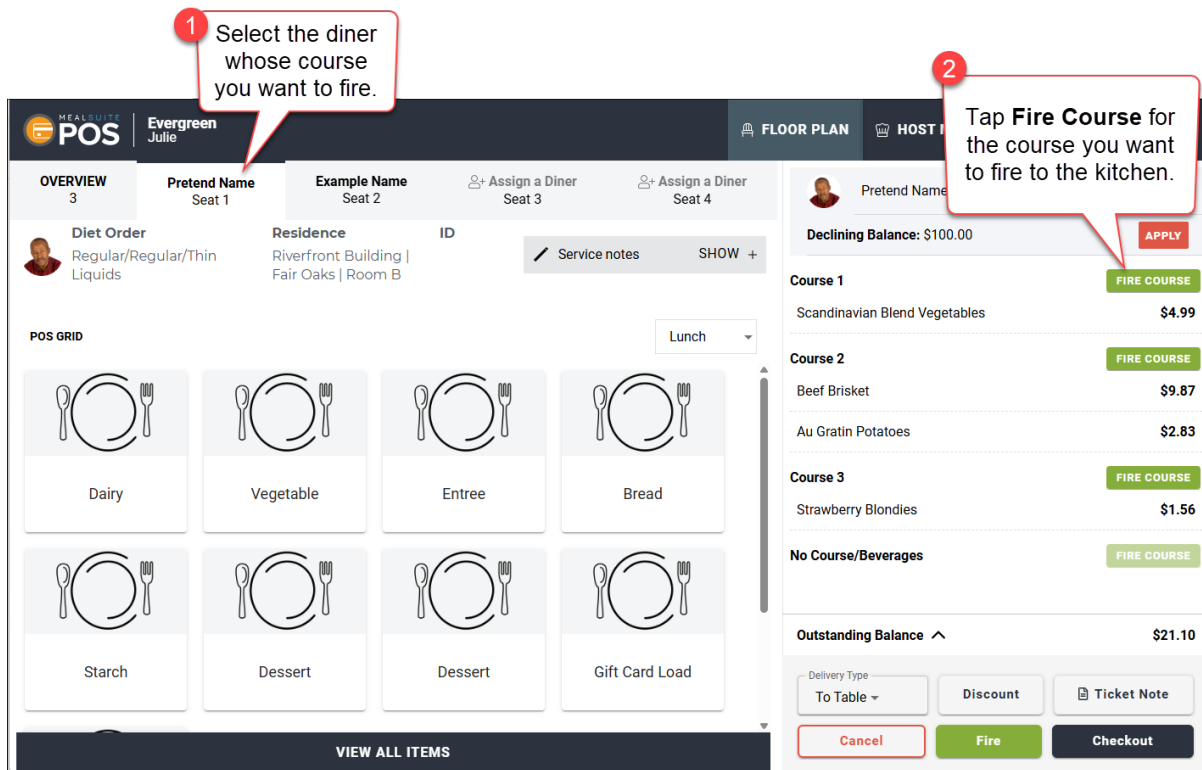 1
Select the diner
whose course
you want to fire.
2
Tap Fire Course for
the course you want
to fire to the kitchen.
MEALSUITE
POS
Evergreen
Julie
FLOOR PLAN
HOST
OVERVIEW
3
Pretend Name
Seat 1
Example Name
Seat 2
Assign a Diner
Seat 3
Assign a Diner
Seat 4
Diet Order
Regular/Regular/Thin
Liquids
Residence
Riverfront Building |
Fair Oaks | Room B
ID
Service notes SHOW +
POS GRID
Lunch
Dairy
Vegetable
Entree
Bread
Starch
Dessert
Dessert
Gift Card Load
VIEW ALL ITEMS
Pretend Name
Declining Balance: $100.00 APPLY
Course 1 FIRE COURSE
Scandinavian Blend Vegetables $4.99
Course 2 FIRE COURSE
Beef Brisket $9.87
Au Gratin Potatoes $2.83
Course 3 FIRE COURSE
Strawberry Blondies $1.56
No Course/Beverages FIRE COURSE
Outstanding Balance $21.10
Delivery Type
To Table
Discount
Ticket Note
Cancel
Fire
Checkout